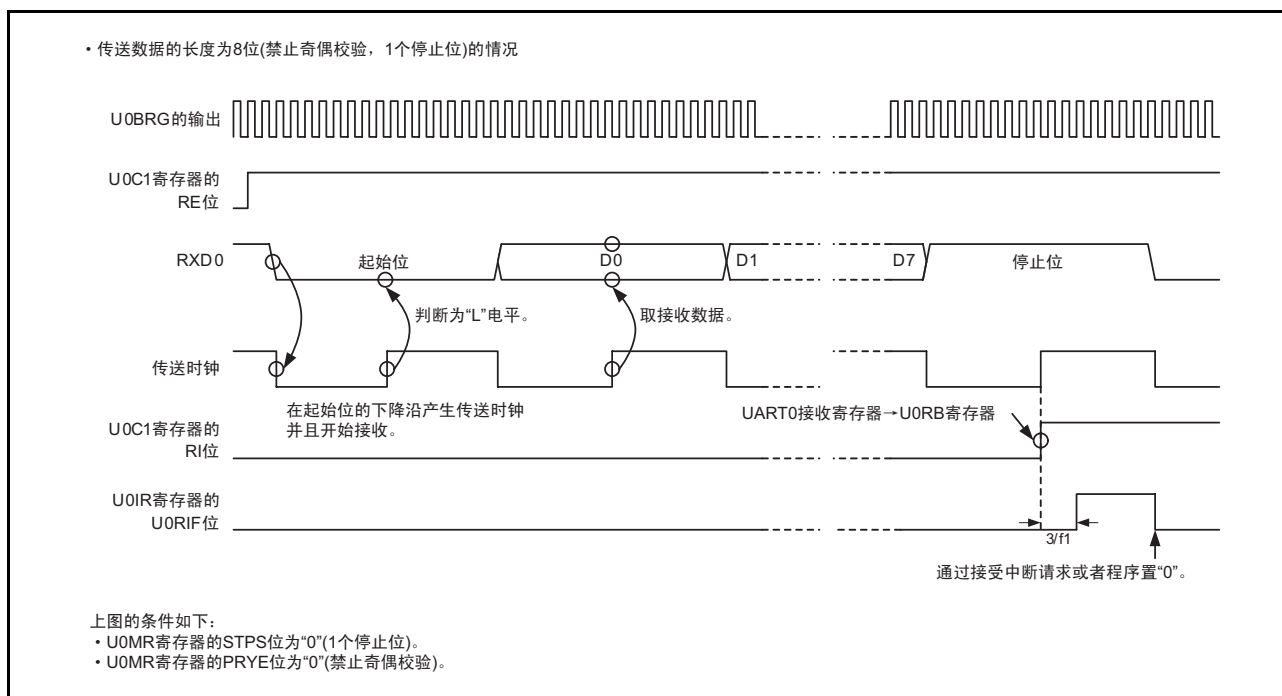 ・传送数据的长度为8位(禁止奇偶校验，1个停止位)的情况
U0BRG的输出
U0C1寄存器的
RE位
RXD0
起始位
D0
D1
D7
停止位
判断为“L”电平。
取接收数据。
传送时钟
在起始位的下降沿产生传送时钟
并且开始接收。
UART0接收寄存器→U0RB寄存器
U0C1寄存器的
RI位
U0IR寄存器的
U0RIF位
3/f1
通过接受中断请求或者程序置“0”。
上图的条件如下：
・U0MR寄存器的STPS位为“0”(1个停止位)。
・U0MR寄存器的PRYE位为“0”(禁止奇偶校验)。